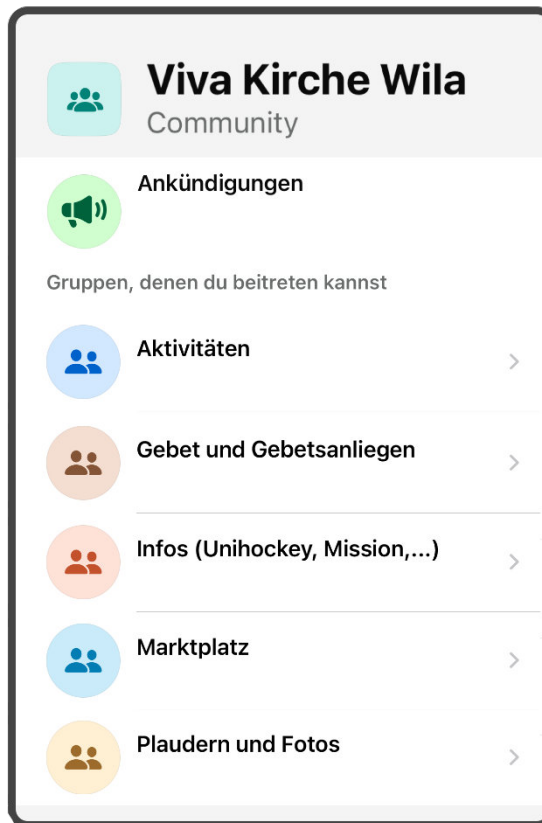 Viva Kirche Wila
Community
Ankündigungen
Gruppen, denen du beitreten kannst
Aktivitäten
Gebet und Gebetsanliegen
Infos (Unihockey, Mission,...)
Marktplatz
Plaudern und Fotos